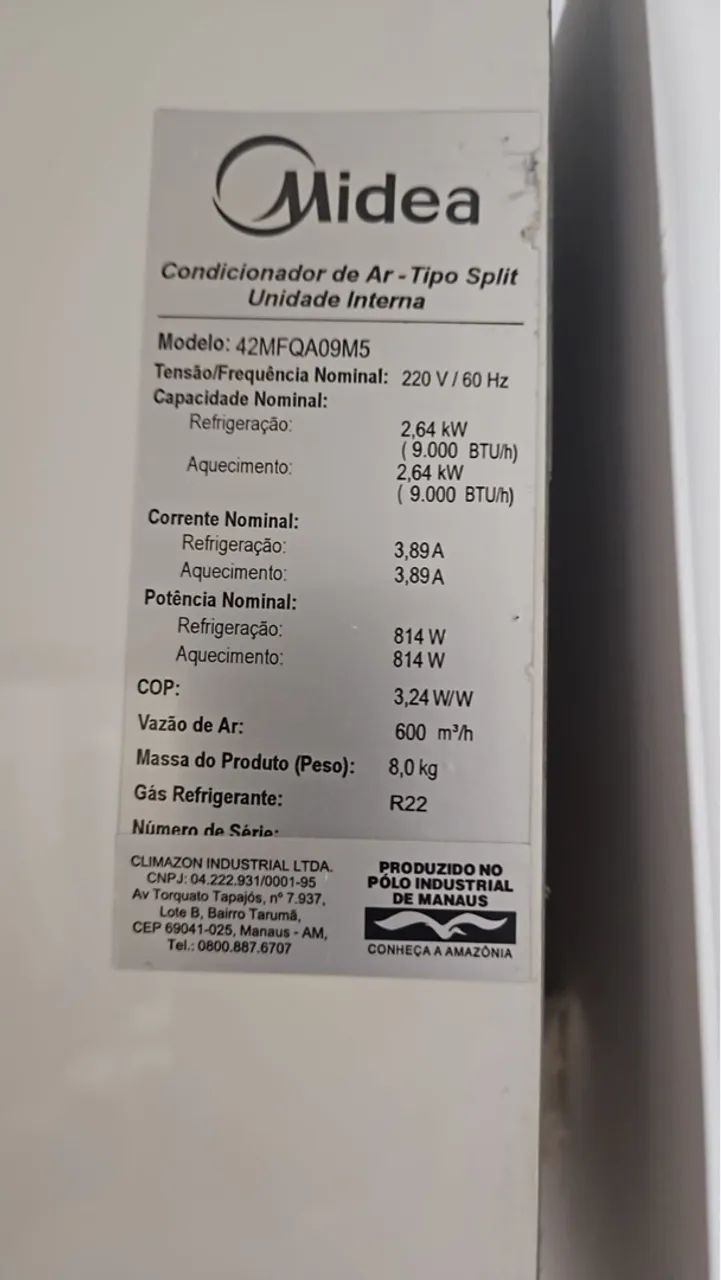 Midea
Condicionador de Ar - Tipo Split
Unidade Interna
Modelo: 42MFQA09M5
Tensão/Frequência Nominal: 220 V / 60 Hz
Capacidade Nominal:
Refrigeração: 2,64 kW
( 9.000 BTU/h)
Aquecimento: 2,64 kW
( 9.000 BTU/h)
Corrente Nominal:
Refrigeração: 3,89 A
Aquecimento: 3,89 A
Potência Nominal:
Refrigeração: 814 W
Aquecimento: 814 W
COP: 3,24 W/W
Vazão de Ar: 600 m³/h
Massa do Produto (Peso): 8,0 kg
Gás Refrigerante: R22
Número de Série:
CLIMAZON INDUSTRIAL LTDA.
CNPJ: 04.222.931/0001-95
Av Torquato Tapajós, nº 7.937,
Lote B, Bairro Tarumã,
CEP 69041-025, Manaus - AM,
Tel.: 0800.887.6707
PRODUZIDO NO
PÓLO INDUSTRIAL
DE MANAUS
CONHEÇA A AMAZÔNIA